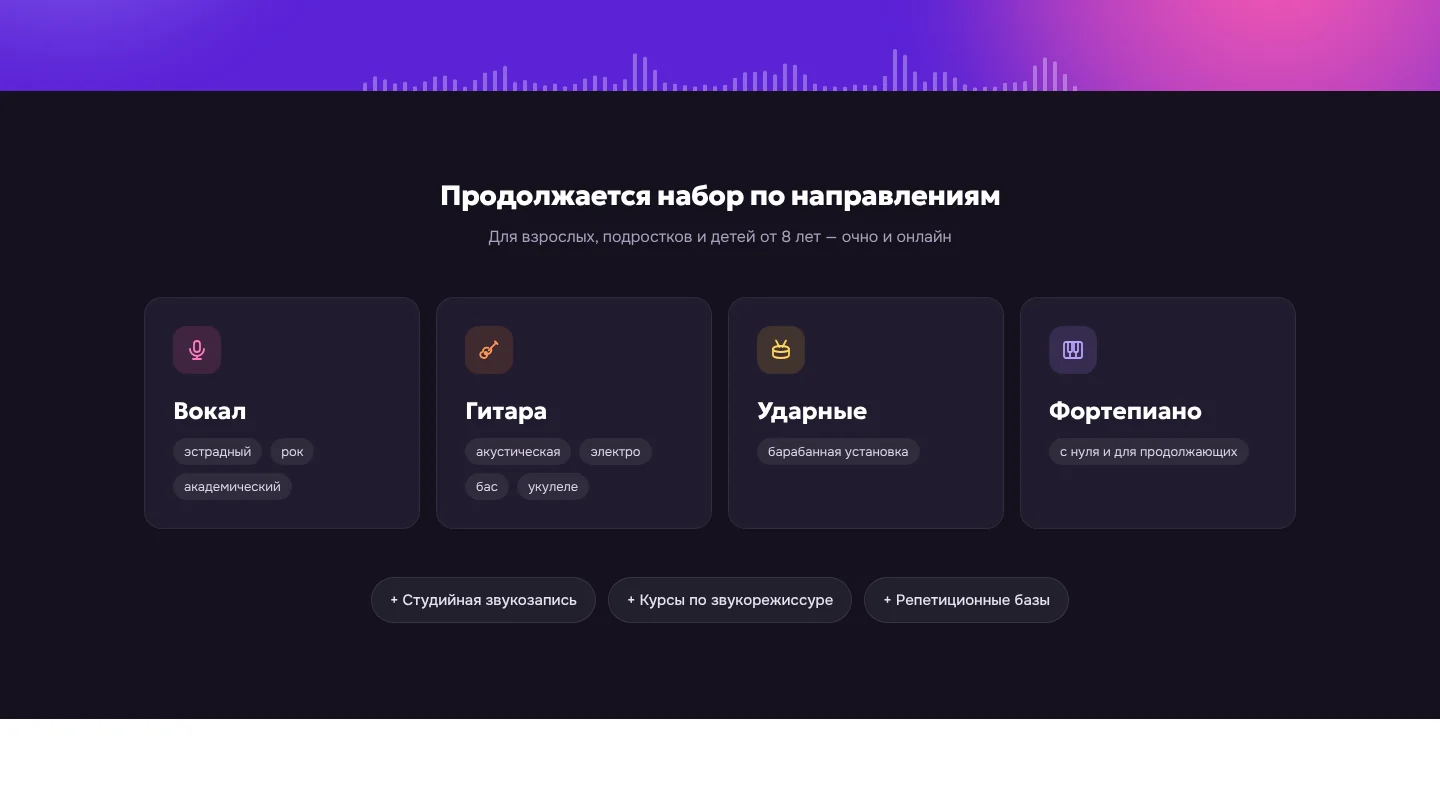 Продолжается набор по направлениям
Для взрослых, подростков и детей от 8 лет — очно и онлайн
Вокал
эстрадный
рок
академический
Гитара
акустическая
электро
бас
укулеле
Ударные
барабанная установка
Фортепиано
с нуля и для продолжающих
+ Студийная звукозапись
+ Курсы по звукорежиссуре
+ Репетиционные базы